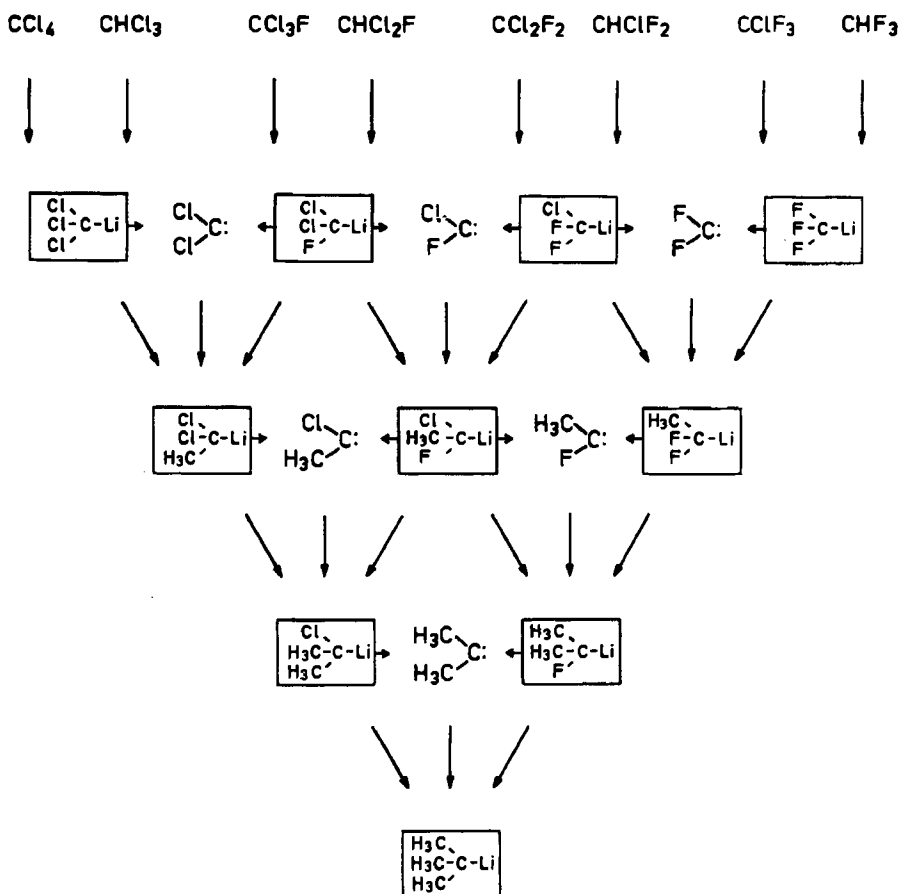 CCl₄ CHCl₃ CCl₃F CHCl₂F CCl₂F₂ CHClF₂ CClF₃ CHF₃
Cl Cl Cl F
Cl-C-Li Cl C: Cl-C-Li Cl C: F-C-Li F C: F-C-Li
Cl Cl F F F F F
Cl Cl Cl H₃C H₃C
Cl-C-Li C: H₃C-C-Li C: F-C-Li
H₃C H₃C F F F
Cl H₃C H₃C
H₃C-C-Li C: H₃C-C-Li
H₃C H₃C F
H₃C
H₃C-C-Li
H₃C